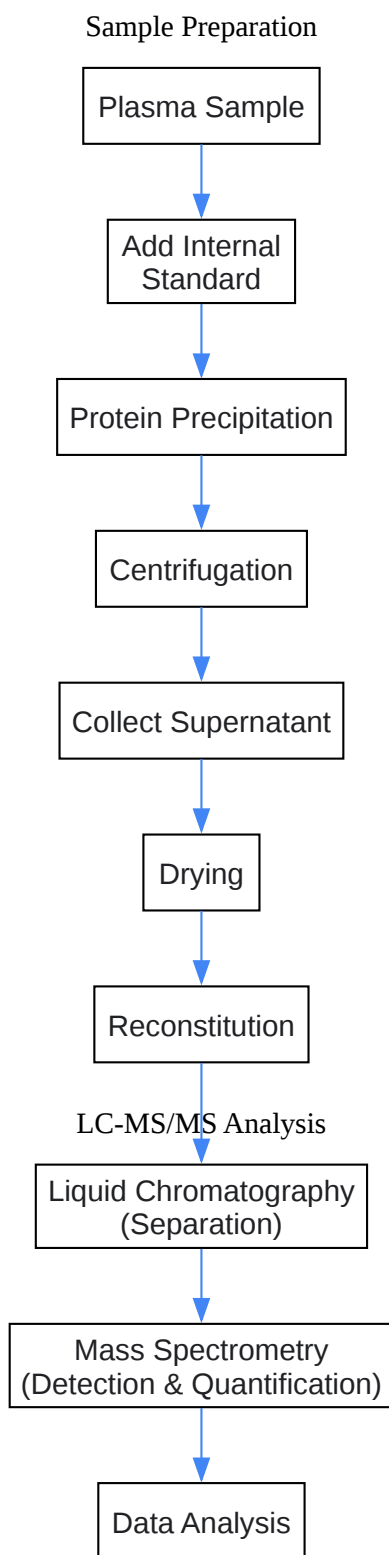 Sample Preparation
Plasma Sample
Add Internal
Standard
Protein Precipitation
Centrifugation
Collect Supernatant
Drying
Reconstitution
LC-MS/MS Analysis
Liquid Chromatography
(Separation)
Mass Spectrometry
(Detection & Quantification)
Data Analysis